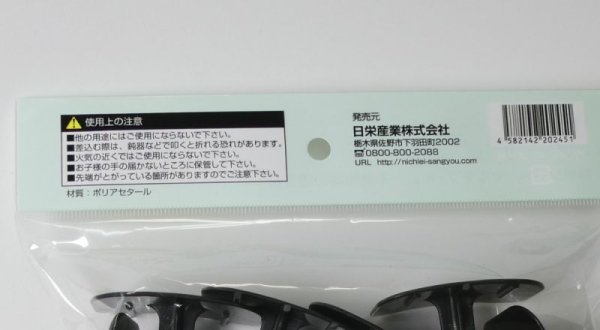 使用上の注意
■他の用途にはご使用にならないで下さい。
■差込む際は、鈍器などで叩くと折れる恐れがあります。
■火気の近くではご使用にならないで下さい。
■お子様の手の届かないところに保管して下さい。
■先端がとがっている箇所がありますのでご注意下さい。
材質：ポリアセタール
発売元
日栄産業株式会社
栃木県佐野市下羽田町2002
0800-800-2088
URL http://nichiei-sangyou.com
4 582142 202451